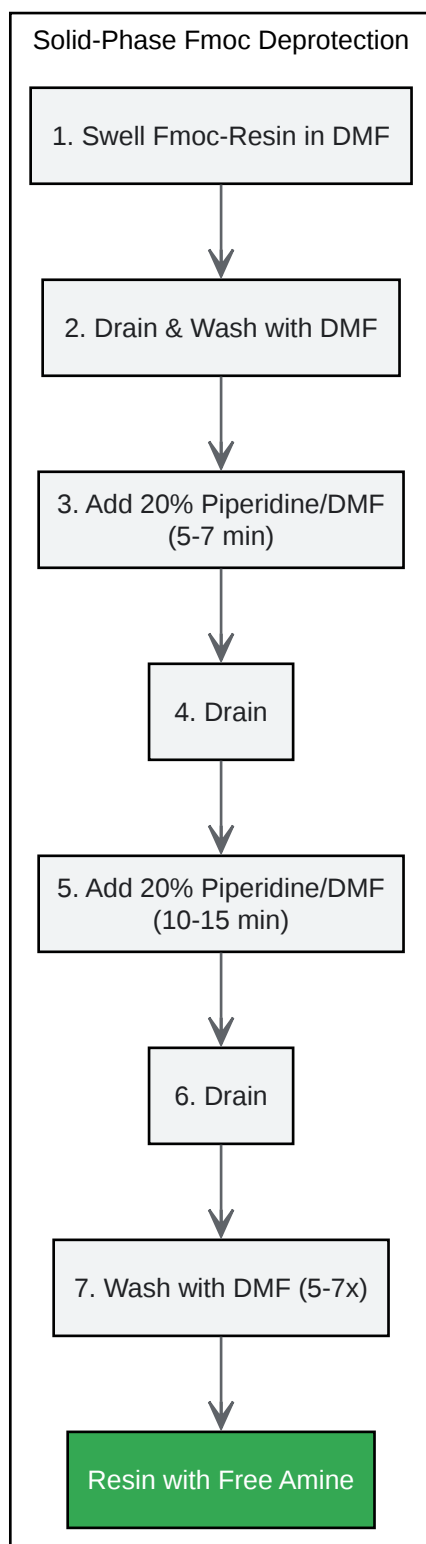 Solid-Phase Fmoc Deprotection
1. Swell Fmoc-Resin in DMF
2. Drain & Wash with DMF
3. Add 20% Piperidine/DMF
(5-7 min)
4. Drain
5. Add 20% Piperidine/DMF
(10-15 min)
6. Drain
7. Wash with DMF (5-7x)
Resin with Free Amine